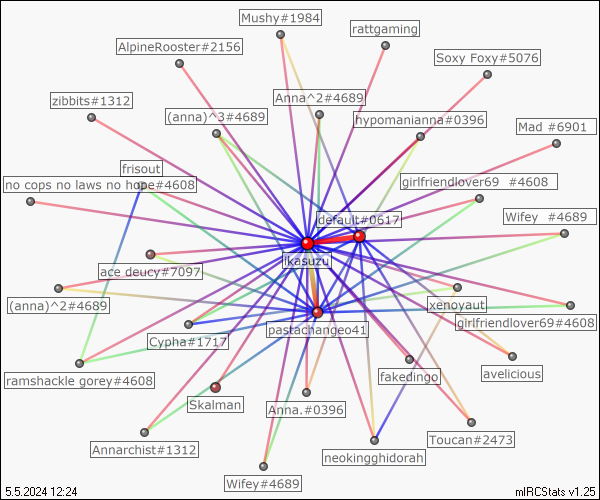 Mushy#1984
rattgaming
AlpineRooster#2156
Soxy Foxy#5076
zibbits#1312
Anna^2#4689
(anna)^3#4689
hypomanianna#0396
Mad #6901
frisout
no cops no laws no hope#4608
girlfriendlover69 #4608
default#0617
Wifey #4689
ikasuzu
ace deucy#7097
(anna)^2#4689
xenoyaut
girlfriendlover69#4608
pastachange041
Cypha#1717
ramshackle gorey#4608
fakedingo
avelicious
Skalman
Anna.#0396
Annarchist#1312
Toucan#2473
neokingghidorah
Wifey#4689
5.5.2024 12:24
mIRCStats v1.25